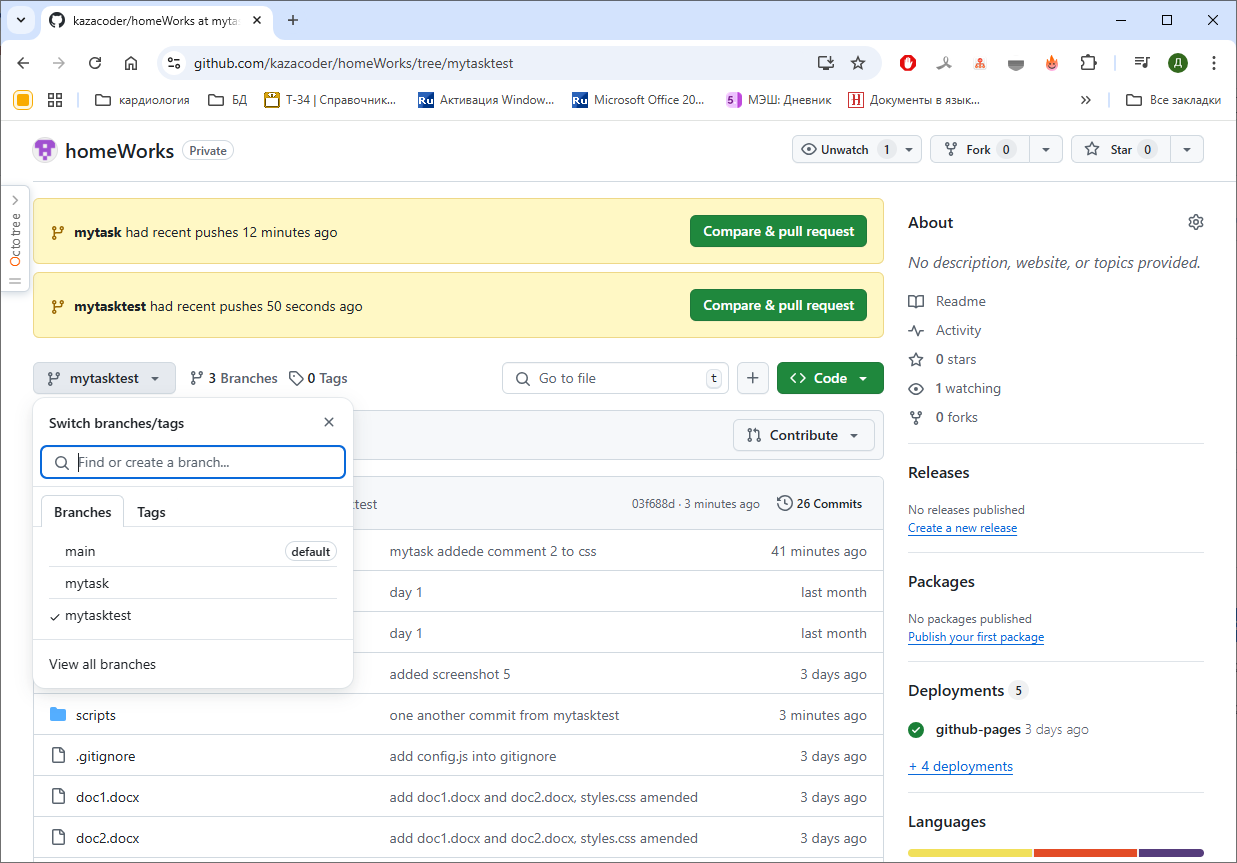 kazacoder/homeWorks at myta
github.com/kazacoder/homeWorks/tree/mytasktest
Д
кардиология
БД
Т-34 | Справочник...
Ru Активация Window...
Ru Microsoft Office 20...
5 МЭШ: Дневник
Документы в язык...
Все закладки
homeWorks Private
Unwatch 1
Fork 0
Star 0
Octotree
mytask had recent pushes 12 minutes ago
Compare & pull request
mytasktest had recent pushes 50 seconds ago
Compare & pull request
mytasktest
3 Branches
0 Tags
Go to file t
Code
Switch branches/tags
Find or create a branch...
Branches
Tags
main default
mytask
mytasktest
View all branches
Contribute
test
03f688d · 3 minutes ago
26 Commits
mytask addede comment 2 to css 41 minutes ago
day 1 last month
day 1 last month
added screenshot 5 3 days ago
scripts one another commit from mytasktest 3 minutes ago
.gitignore add config.js into gitignore 3 days ago
doc1.docx add doc1.docx and doc2.docx, styles.css amended 3 days ago
doc2.docx add doc1.docx and doc2.docx, styles.css amended 3 days ago
About
No description, website, or topics provided.
Readme
Activity
0 stars
1 watching
0 forks
Releases
No releases published
Create a new release
Packages
No packages published
Publish your first package
Deployments 5
github-pages 3 days ago
+ 4 deployments
Languages